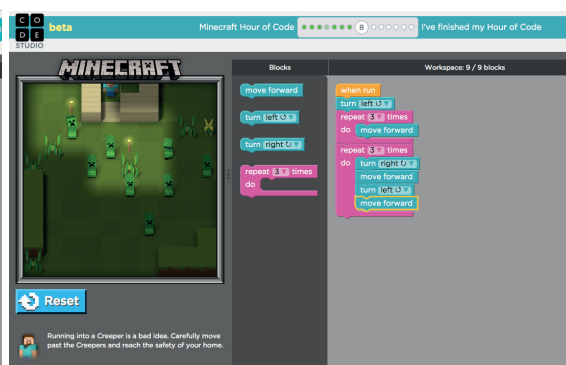 C O
D E
STUDIO
beta
Minecraft Hour of Code
8
I've finished my Hour of Code
MINECRAFT
Blocks
Workspace: 9 / 9 blocks
move forward
turn left ↺ ▼
turn right ↻ ▼
repeat 3 ▼ times
do
when run
turn left ↺ ▼
repeat 3 ▼ times
do move forward
repeat 3 ▼ times
do turn right ↻ ▼
move forward
turn left ↺ ▼
move forward
Reset
Running into a Creeper is a bad idea. Carefully move
past the Creepers and reach the safety of your home.